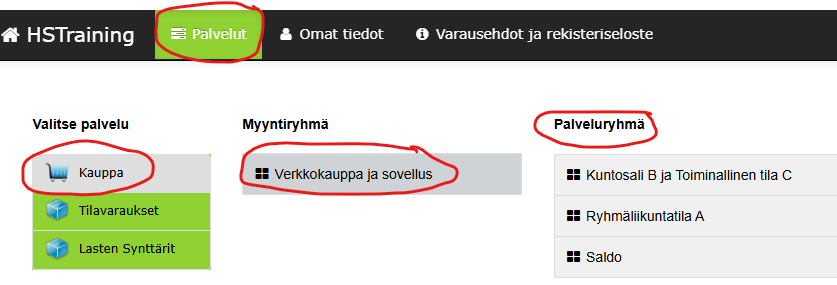 HSTraining Palvelut Omat tiedot Varausehdot ja rekisteriseloste
Valitse palvelu
Kauppa
Tilavaraukset
Lasten Synttärit
Myyntiryhmä
Verkkokauppa ja sovellus
Palveluryhmä
Kuntosali B ja Toiminallinen tila C
Ryhmäliikuntatila A
Saldo